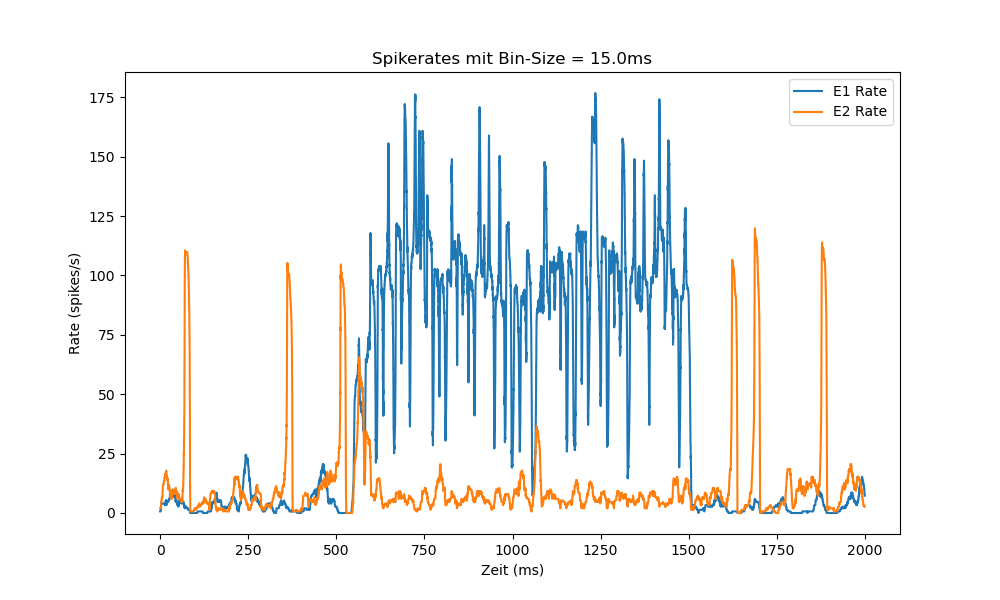 Spikerates mit Bin-Size = 15.0ms
E1 Rate
E2 Rate
175
150
125
100
75
50
25
0
Rate (spikes/s)
0 250 500 750 1000 1250 1500 1750 2000
Zeit (ms)